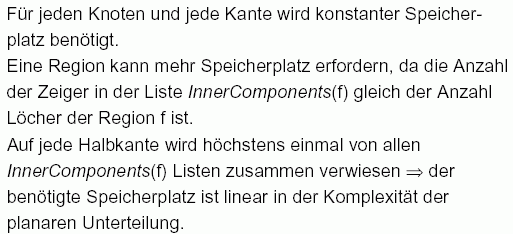 Für jeden Knoten und jede Kante wird konstanter Speicher-
platz benötigt.
Eine Region kann mehr Speicherplatz erfordern, da die Anzahl
der Zeiger in der Liste InnerComponents(f) gleich der Anzahl
Löcher der Region f ist.
Auf jede Halbkante wird höchstens einmal von allen
InnerComponents(f) Listen zusammen verwiesen ⇒ der
benötigte Speicherplatz ist linear in der Komplexität der
planaren Unterteilung.